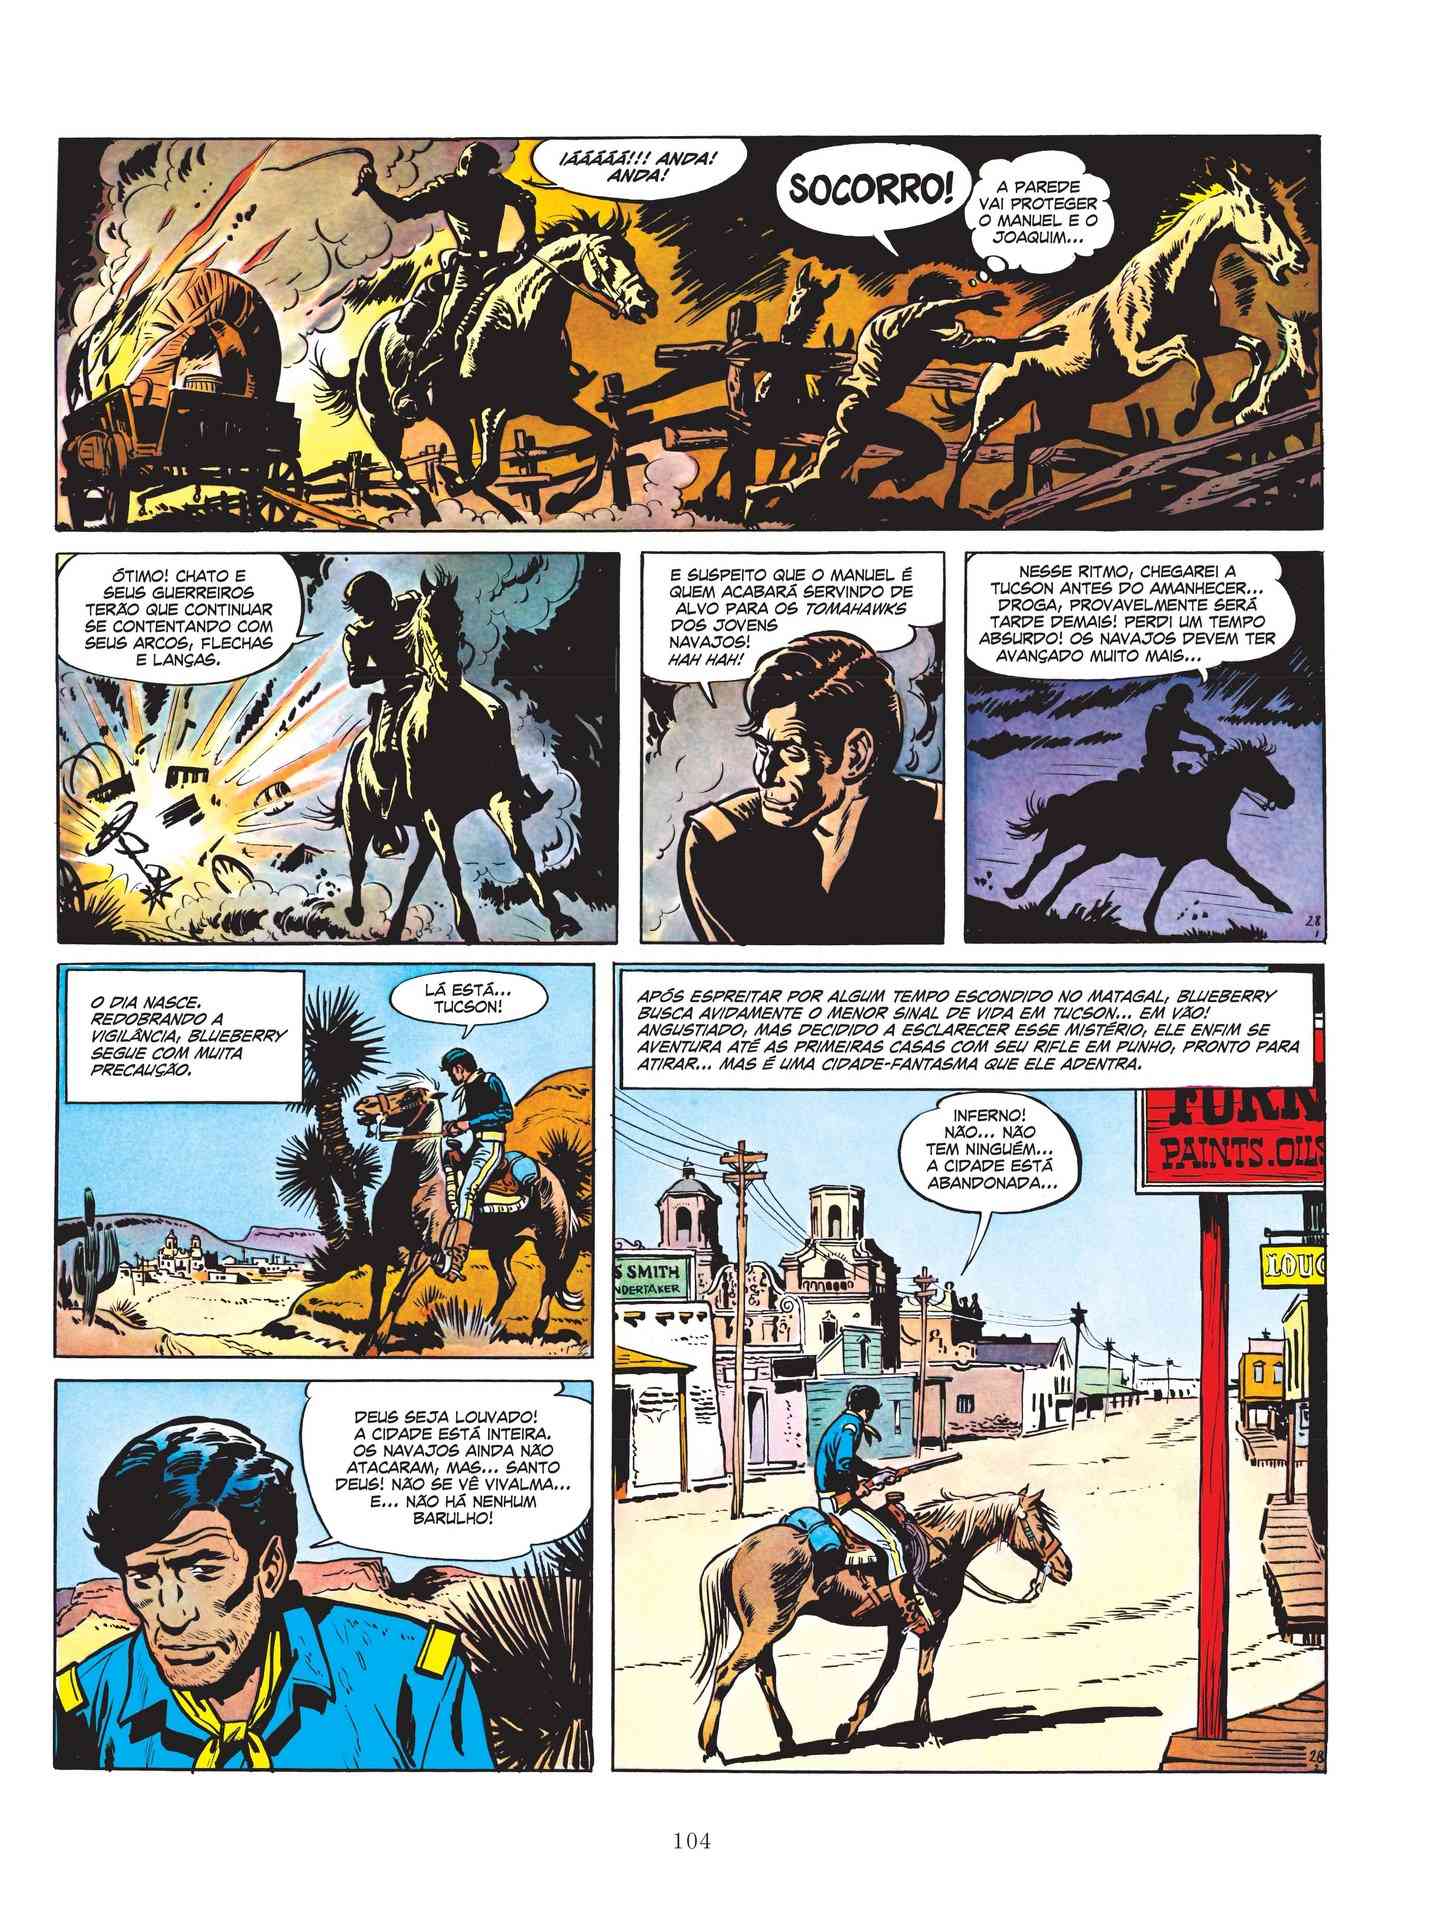 IÁÁÁÁÁ!!! ANDA!
ANDA!
SOCORRO!
A PAREDE
VAI PROTEGER
O MANUEL E O
JOAQUIM...
ÓTIMO! CHATO E
SEUS GUERREIROS
TERÃO QUE CONTINUAR
SE CONTENTANDO COM
SEUS ARCOS, FLECHAS
E LANÇAS.
E SUSPEITO QUE O MANUEL É
QUEM ACABARÁ SERVINDO DE
ALVO PARA OS TOMAHAWKS
DOS JOVENS
NAVAJOS!
HAH HAH!
NESSE RITMO, CHEGAREI A
TUCSON ANTES DO AMANHECER...
DROGA, PROVAVELMENTE SERÁ
TARDE DEMAIS! PERDI UM TEMPO
ABSURDO! OS NAVAJOS DEVEM TER
AVANÇADO MUITO MAIS...
28
1
O DIA NASCE.
REDOBRANDO A
VIGILÂNCIA, BLUEBERRY
SEGUE COM MUITA
PRECAUÇÃO.
LÁ ESTÁ...
TUCSON!
DEUS SEJA LOUVADO!
A CIDADE ESTÁ INTEIRA.
OS NAVAJOS AINDA NÃO
ATACARAM, MAS... SANTO
DEUS! NÃO SE VÊ VIVALMA...
E... NÃO HÁ NENHUM
BARULHO!
APÓS ESPREITAR POR ALGUM TEMPO ESCONDIDO NO MATAGAL, BLUEBERRY
BUSCA AVIDAMENTE O MENOR SINAL DE VIDA EM TUCSON... EM VÃO!
ANGUSTIADO, MAS DECIDIDO A ESCLARECER ESSE MISTÉRIO, ELE ENFIM SE
AVENTURA ATÉ AS PRIMEIRAS CASAS COM SEU RIFLE EM PUNHO, PRONTO PARA
ATIRAR... MAS É UMA CIDADE-FANTASMA QUE ELE ADENTRA.
INFERNO!
NÃO... NÃO
TEM NINGUÉM...
A CIDADE ESTÁ
ABANDONADA...
FURN
PAINTS.OILS
S SMITH
NDERTAKER
LOUG
28
2
104